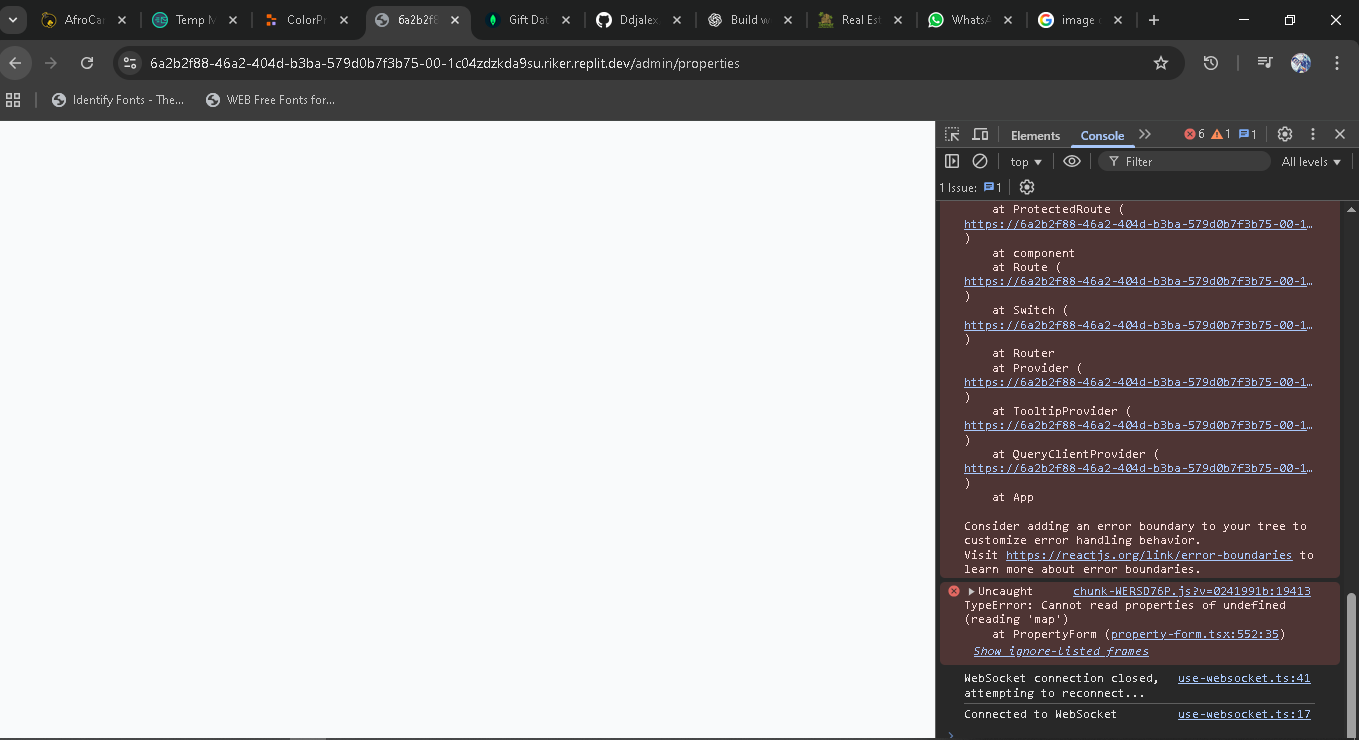 AfroCar
Temp M
ColorPr
6a2b2f8
Gift Dat
Ddjalex
Build w
Real Est
WhatsA
image
6a2b2f88-46a2-404d-b3ba-579d0b7f3b75-00-1c04zdzkda9su.riker.replit.dev/admin/properties
Identify Fonts - The...
WEB Free Fonts for...
Elements
Console
6
1
1
top
Filter
All levels
1 Issue:
1
at ProtectedRoute (
https://6a2b2f88-46a2-404d-b3ba-579d0b7f3b75-00-1…
)
at component
at Route (
https://6a2b2f88-46a2-404d-b3ba-579d0b7f3b75-00-1…
)
at Switch (
https://6a2b2f88-46a2-404d-b3ba-579d0b7f3b75-00-1…
)
at Router
at Provider (
https://6a2b2f88-46a2-404d-b3ba-579d0b7f3b75-00-1…
)
at TooltipProvider (
https://6a2b2f88-46a2-404d-b3ba-579d0b7f3b75-00-1…
)
at QueryClientProvider (
https://6a2b2f88-46a2-404d-b3ba-579d0b7f3b75-00-1…
)
at App
Consider adding an error boundary to your tree to
customize error handling behavior.
Visit https://reactjs.org/link/error-boundaries to
learn more about error boundaries.
Uncaught chunk-WERSD76P.js?v=0241991b:19413
TypeError: Cannot read properties of undefined
(reading 'map')
at PropertyForm (property-form.tsx:552:35)
Show ignore-listed frames
WebSocket connection closed, use-websocket.ts:41
attempting to reconnect...
Connected to WebSocket use-websocket.ts:17